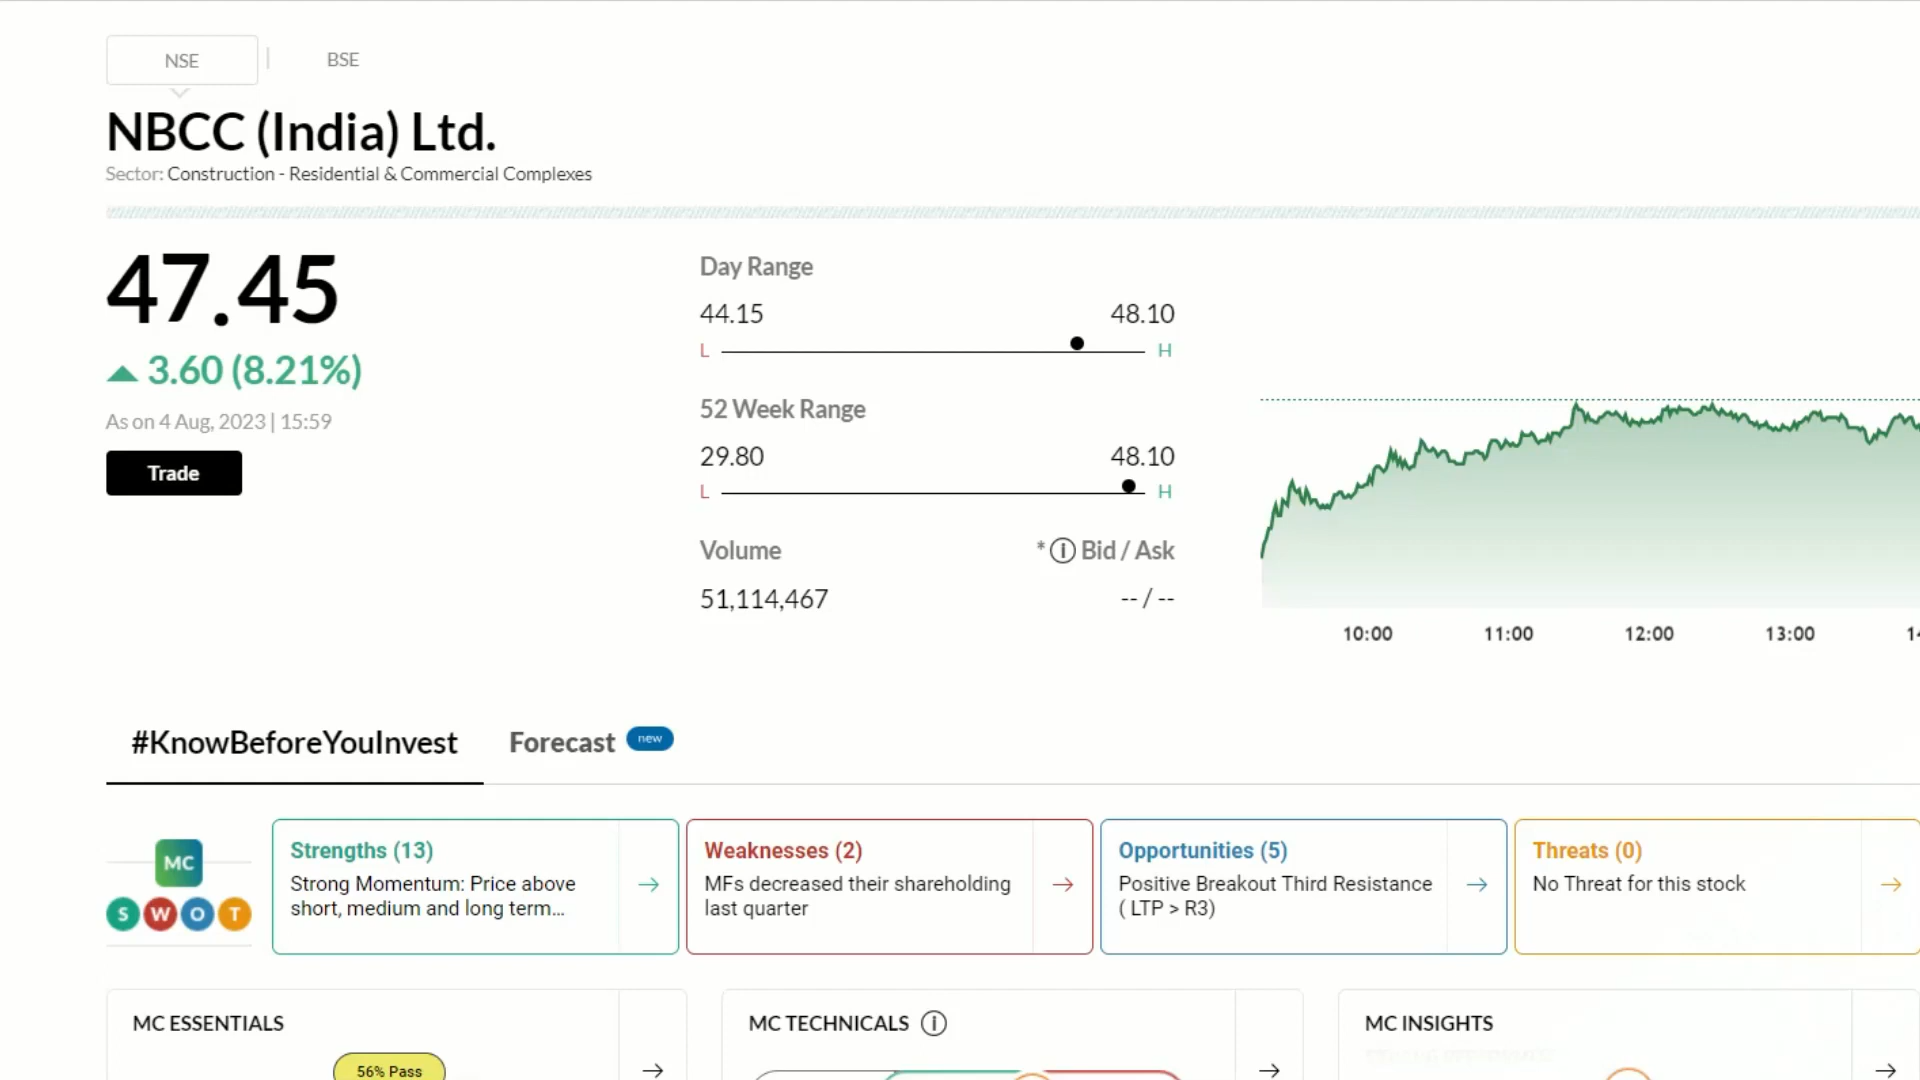 NSE
BSE
NBCC (India) Ltd.
Sector: Construction - Residential & Commercial Complexes
47.45
3.60 (8.21%)
As on 4 Aug, 2023 | 15:59
Trade
Day Range
44.15 48.10
L H
52 Week Range
29.80 48.10
L H
Volume * i Bid / Ask
51,114,467 -- / --
10:00 11:00 12:00 13:00
#KnowBeforeYouInvest
Forecast new
MC
S W O T
Strengths (13)
Strong Momentum: Price above
short, medium and long term...
Weaknesses (2)
MFs decreased their shareholding
last quarter
Opportunities (5)
Positive Breakout Third Resistance
( LTP > R3)
Threats (0)
No Threat for this stock
MC ESSENTIALS
56% Pass
MC TECHNICALS i
MC INSIGHTS